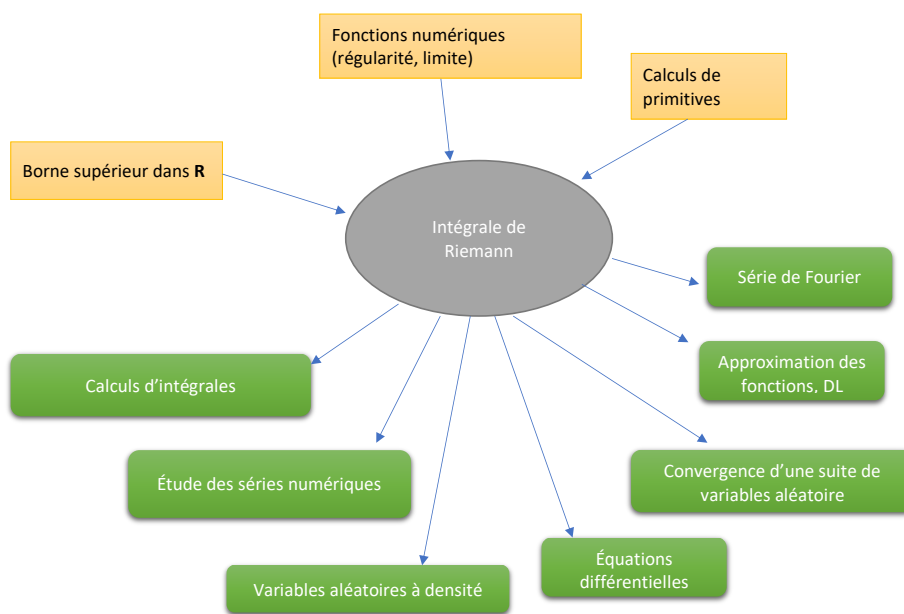 Fonctions numériques
(régularité, limite)
Calculs de
primitives
Borne supérieur dans R
Intégrale de
Riemann
Série de Fourier
Approximation des
fonctions, DL
Calculs d’intégrales
Convergence d’une suite de
variables aléatoire
Étude des séries numériques
Équations
différentielles
Variables aléatoires à densité